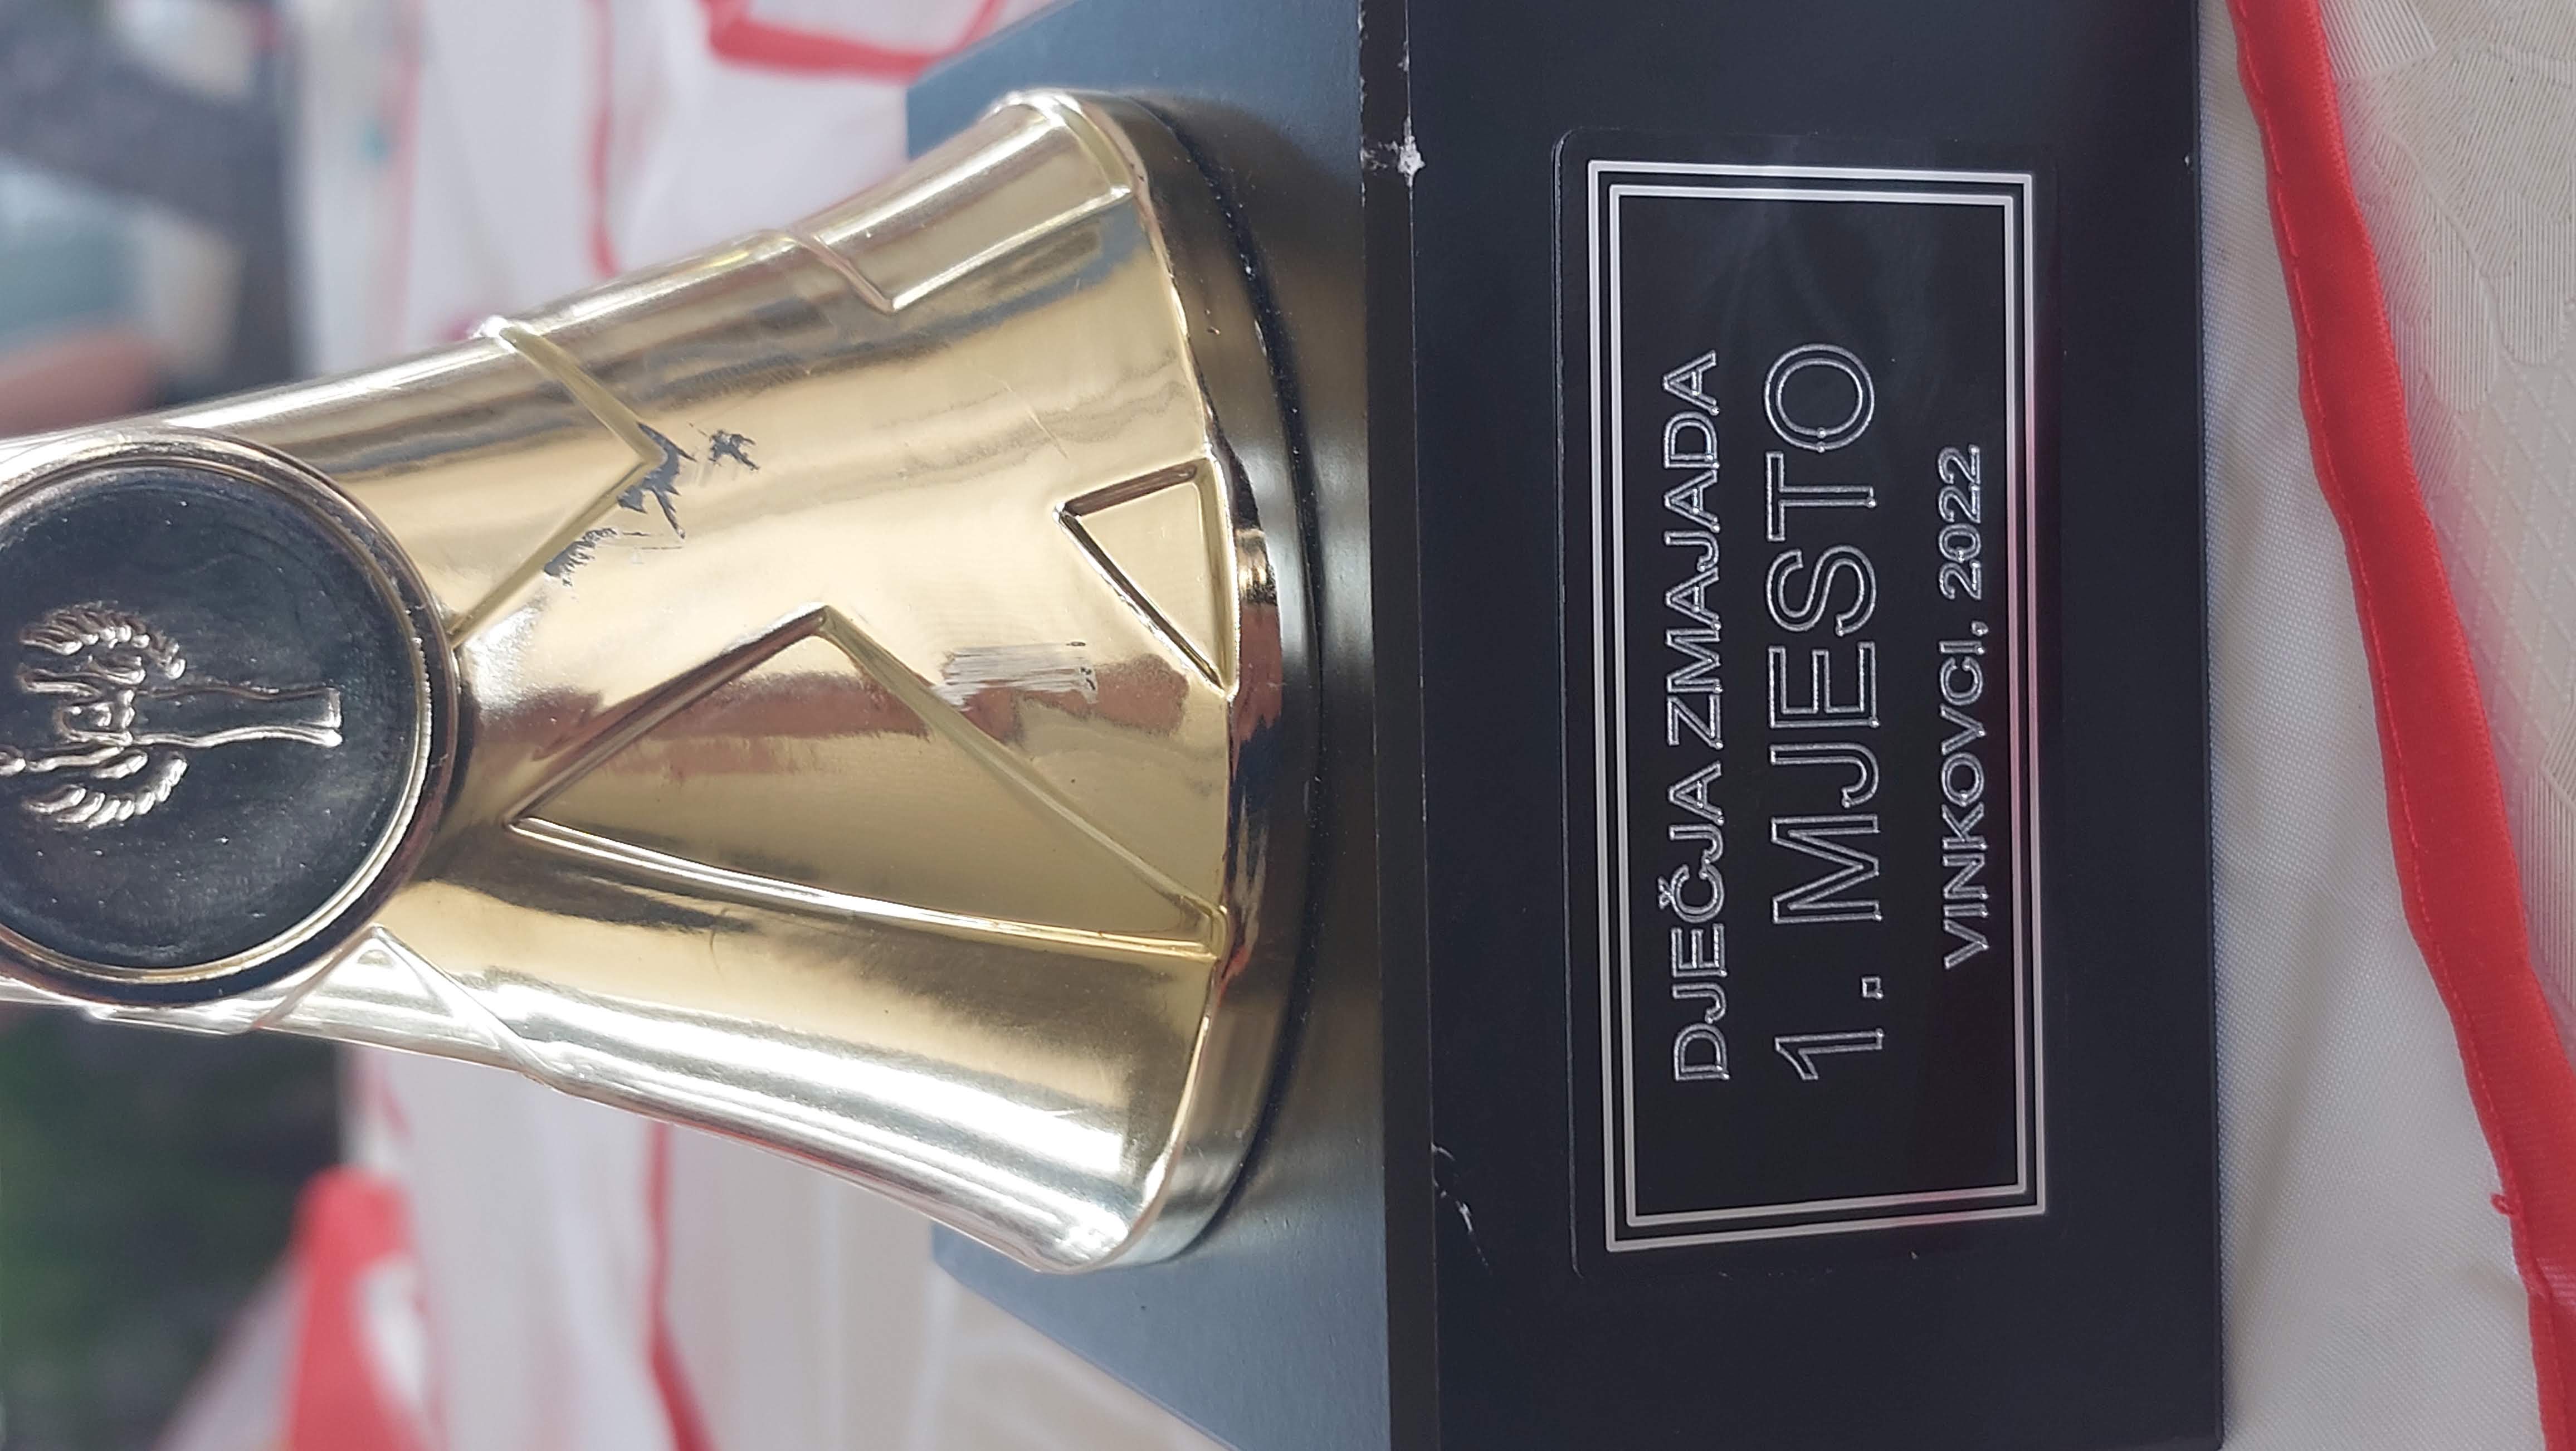 DJEČJA ZMAJADA
1. MJESTO
VINKOVCI, 2022